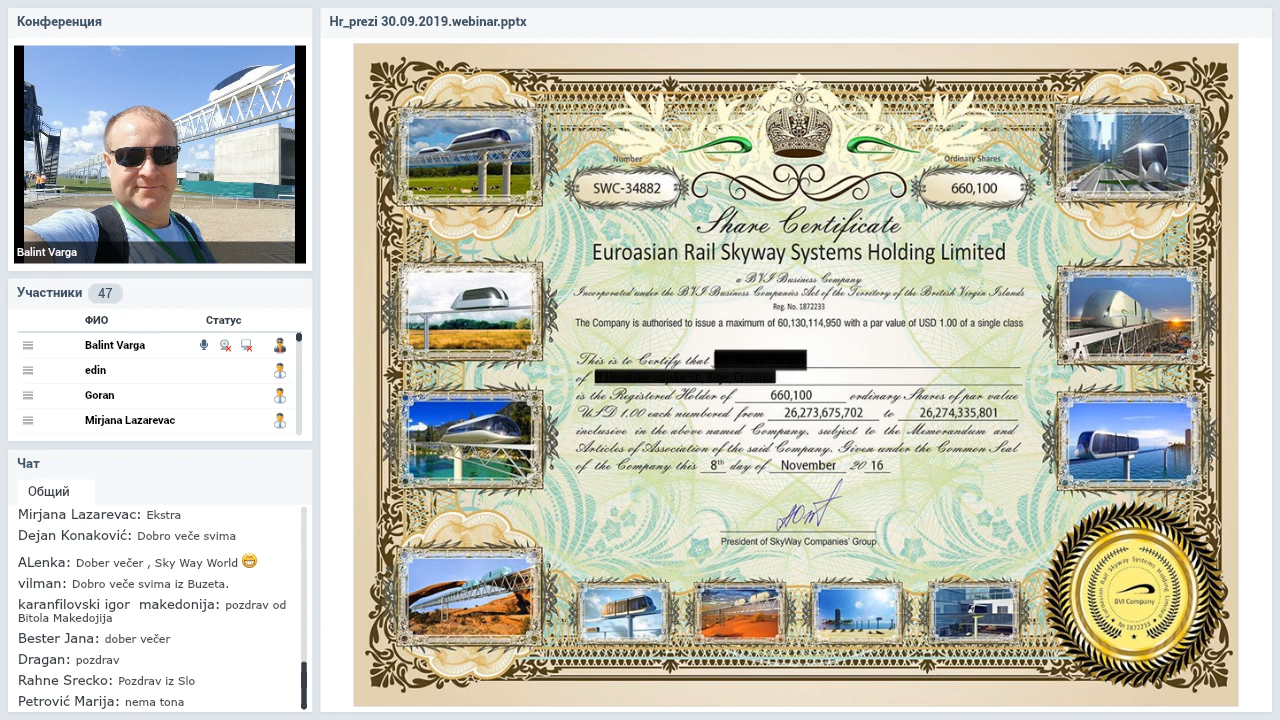 Конференция
Balint Varga
Участники 47
ФИО Статус
Balint Varga
edin
Goran
Mirjana Lazarevac
Чат
Общий
Mirjana Lazarevac: Ekstra
Dejan Konaković: Dobro veče svima
ALenka: Dober večer , Sky Way World
vilman: Dobro veče svima iz Buzeta.
karanfilovski igor makedonija: pozdrav od
Bitola Makedojija
Bester Jana: dober večer
Dragan: pozdrav
Rahne Srecko: Pozdrav iz Slo
Petrović Marija: nema tona
Hr_prezi 30.09.2019.webinar.pptx
Number
SWC-34882
Ordinary Shares
660,100
Share Certificate
Euroasian Rail Skyway Systems Holding Limited
a BVI Business Company
Incorporated under the BVI Business Companies Act of the Territory of the British Virgin Islands
Reg. No. 1872233
The Company is authorised to issue a maximum of 60,130,114,950 with a par value of USD 1.00 of a single class
This is to Certify that
of
is the Registered Holder of 660,100 ordinary Shares of par value
USD 1.00 each numbered from 26,273,675,702 to 26,274,335,801
inclusive in the above named Company, subject to the Memorandum and
Articles of Association of the said Company. Given under the Common Seal
of the Company this 8th day of November 20 16
President of SkyWay Companies' Group
Rail Skyway Systems Holding
BVI Company
№ 1872233